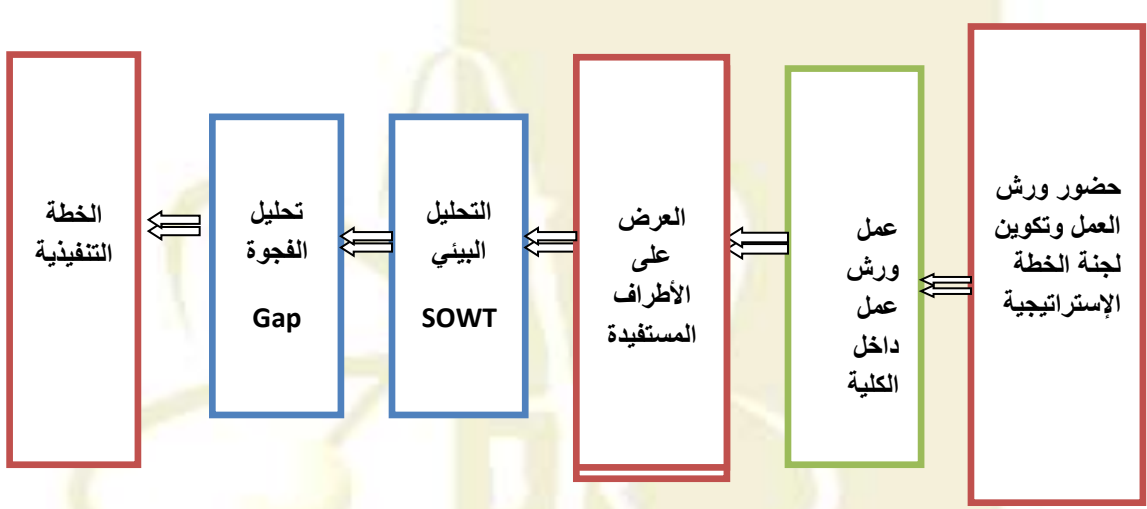 حضور ورش
العمل وتكوين
لجنة الخطة
الإستراتيجية
عمل
ورش
عمل
داخل
الكلية
العرض
على
الأطراف
المستفيدة
التحليل
البيئي
SOWT
تحليل
الفجوة
Gap
الخطة
التنفيذية